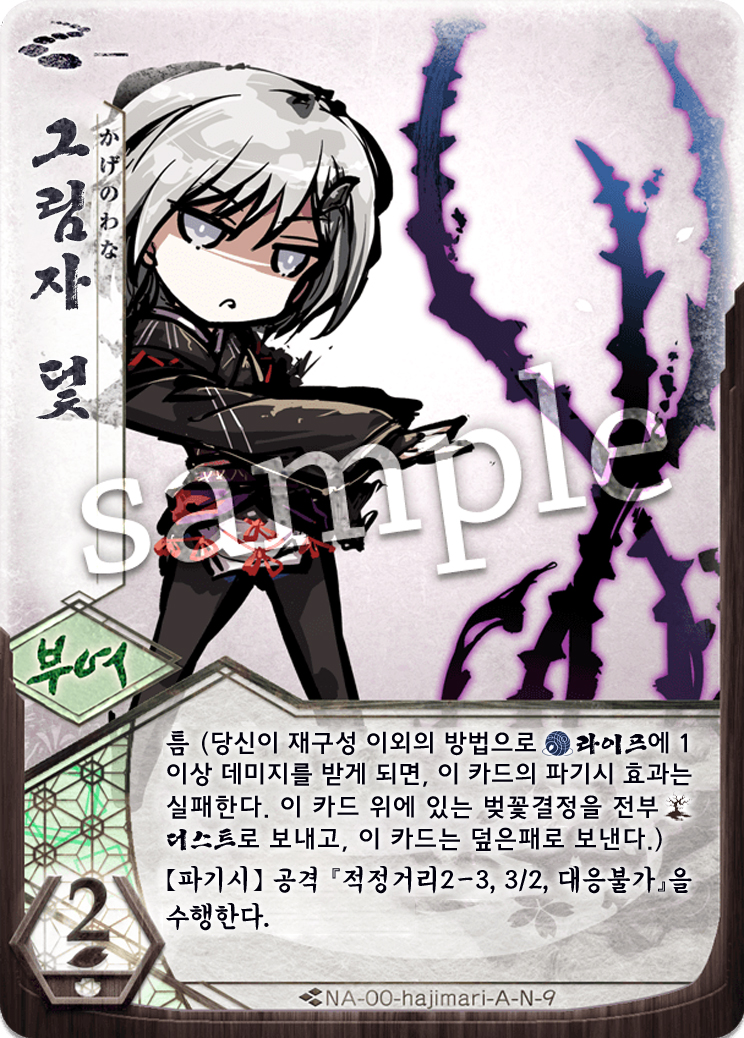 그림자 덫
かげのわな
sample
부여
틈 (당신이 재구성 이외의 방법으로 라이프에 1
이상 데미지를 받게 되면, 이 카드의 파기시 효과는
실패한다. 이 카드 위에 있는 벚꽃결정을 전부
더스트로 보내고, 이 카드는 덮은패로 보낸다.)
【파기시】 공격 『적정거리2-3, 3/2, 대응불가』을
수행한다.
2
NA-00-hajimari-A-N-9